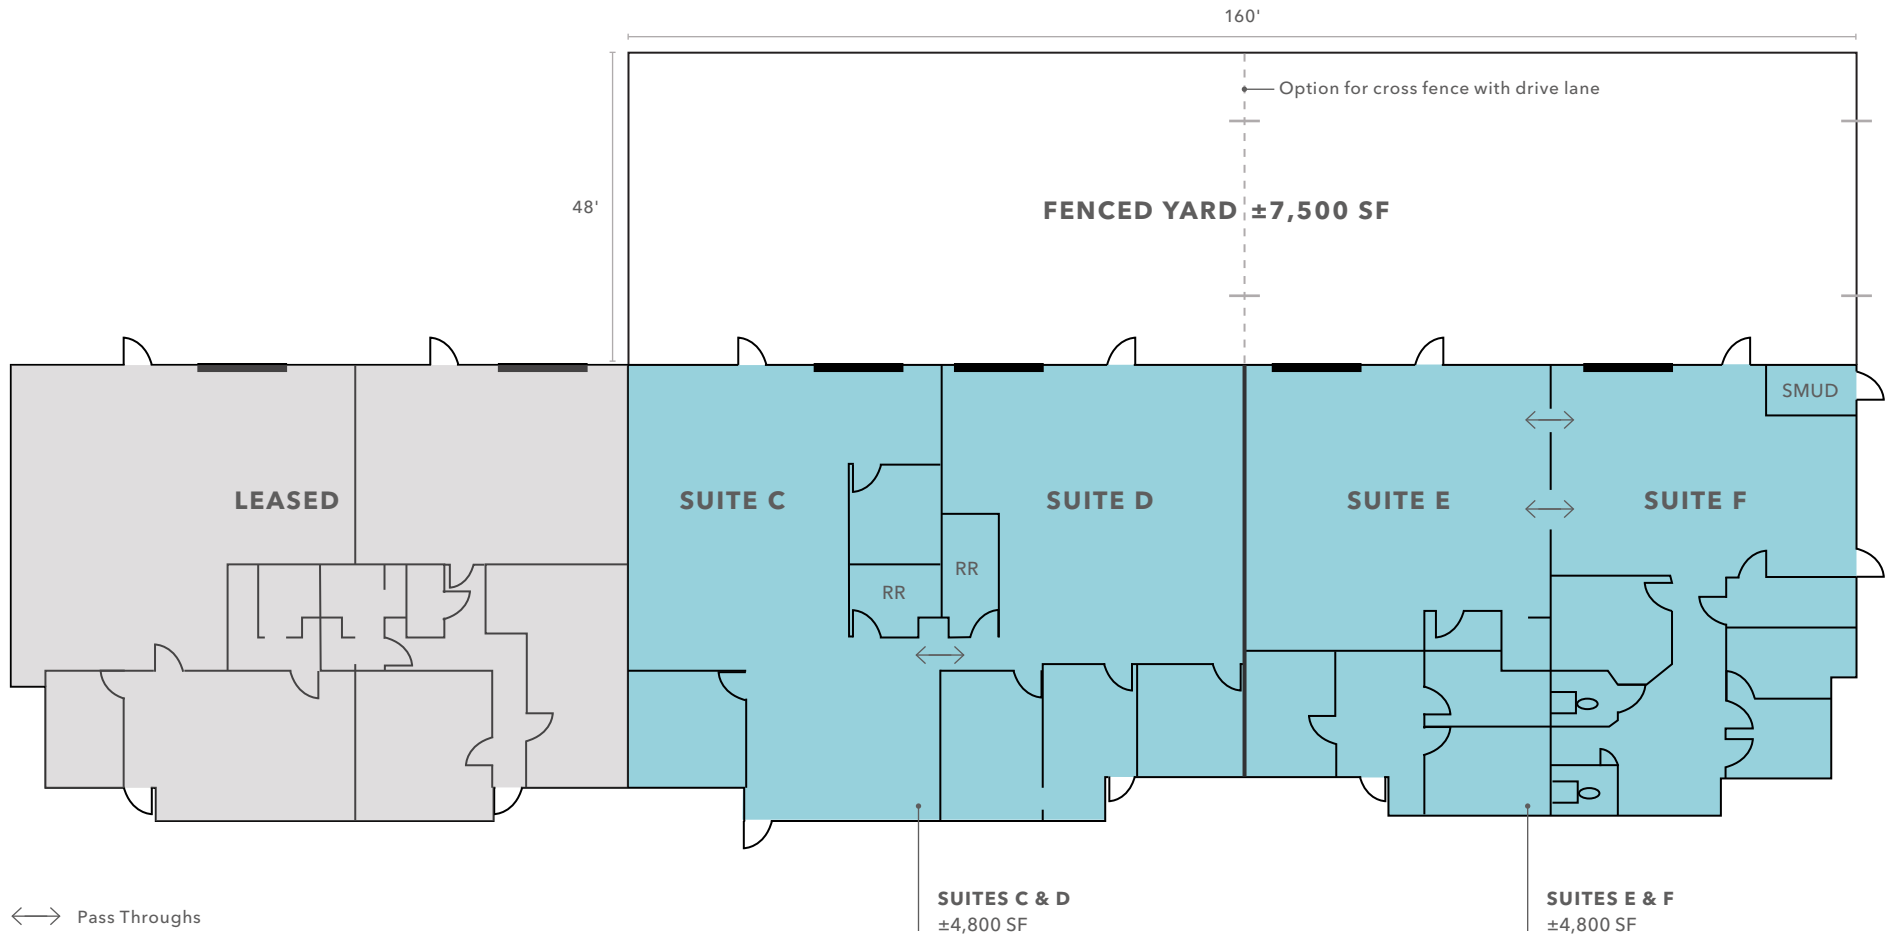 160'
Option for cross fence with drive lane
48'
FENCED YARD ±7,500 SF
SMUD
LEASED
SUITE C
SUITE D
SUITE E
SUITE F
RR
RR
SUITES C & D
±4,800 SF
SUITES E & F
±4,800 SF
Pass Throughs